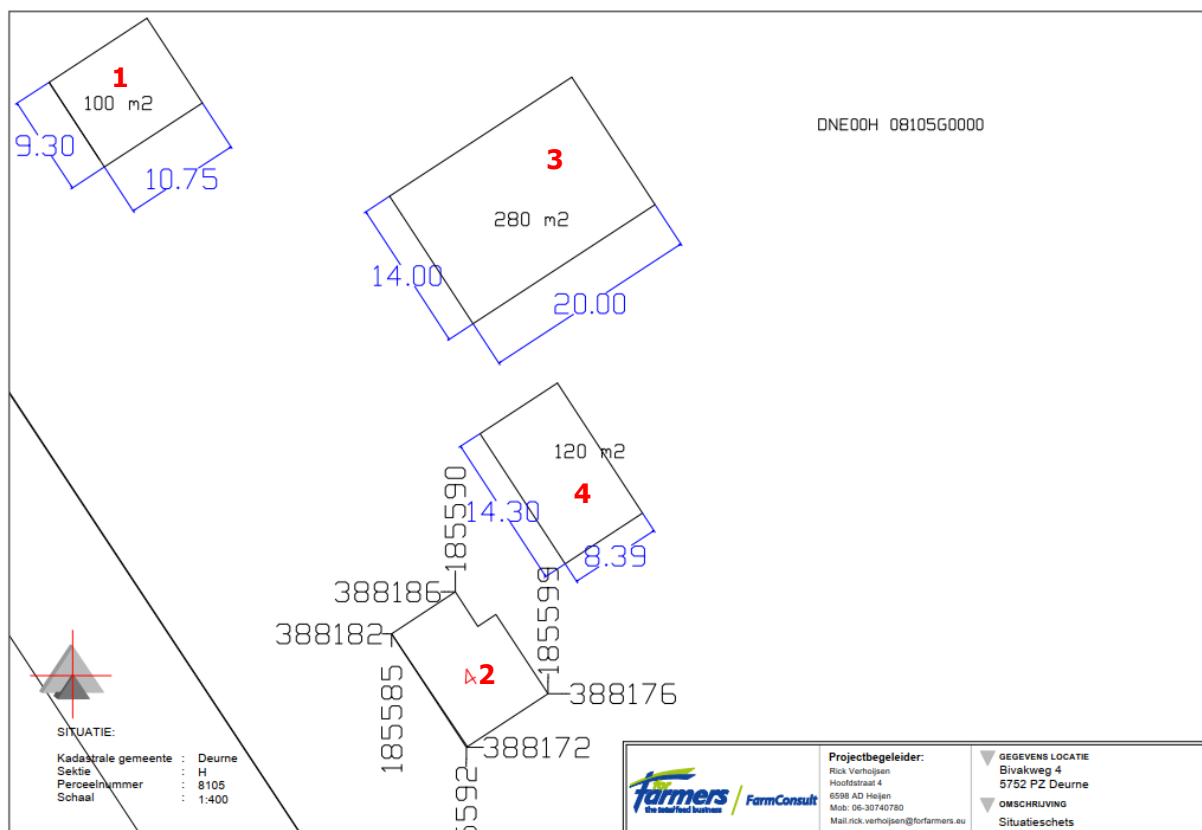 1
100 m2
9.30
10.75
3
280 m2
14.00
20.00
DNE00H 08105G0000
120 m2
4
14.30
8.39
185590
185599
388186
388182
185585
4
2
388176
388172
SITUATIE:
Kadastrale gemeente : Deurne
Sektie : H
Perceelnummer : 8105
Schaal : 1:400
for farmers
the total feed business
FarmConsult
Projectbegeleider:
Rick Verhoijsen
Hoofdstraat 4
6598 AD Heijen
Mob: 06-30740780
Mail.rick.verhoijsen@forfarmers.eu
GEGEVENS LOCATIE
Bivakweg 4
5752 PZ Deurne
OMSCHRIJVING
Situatieschets